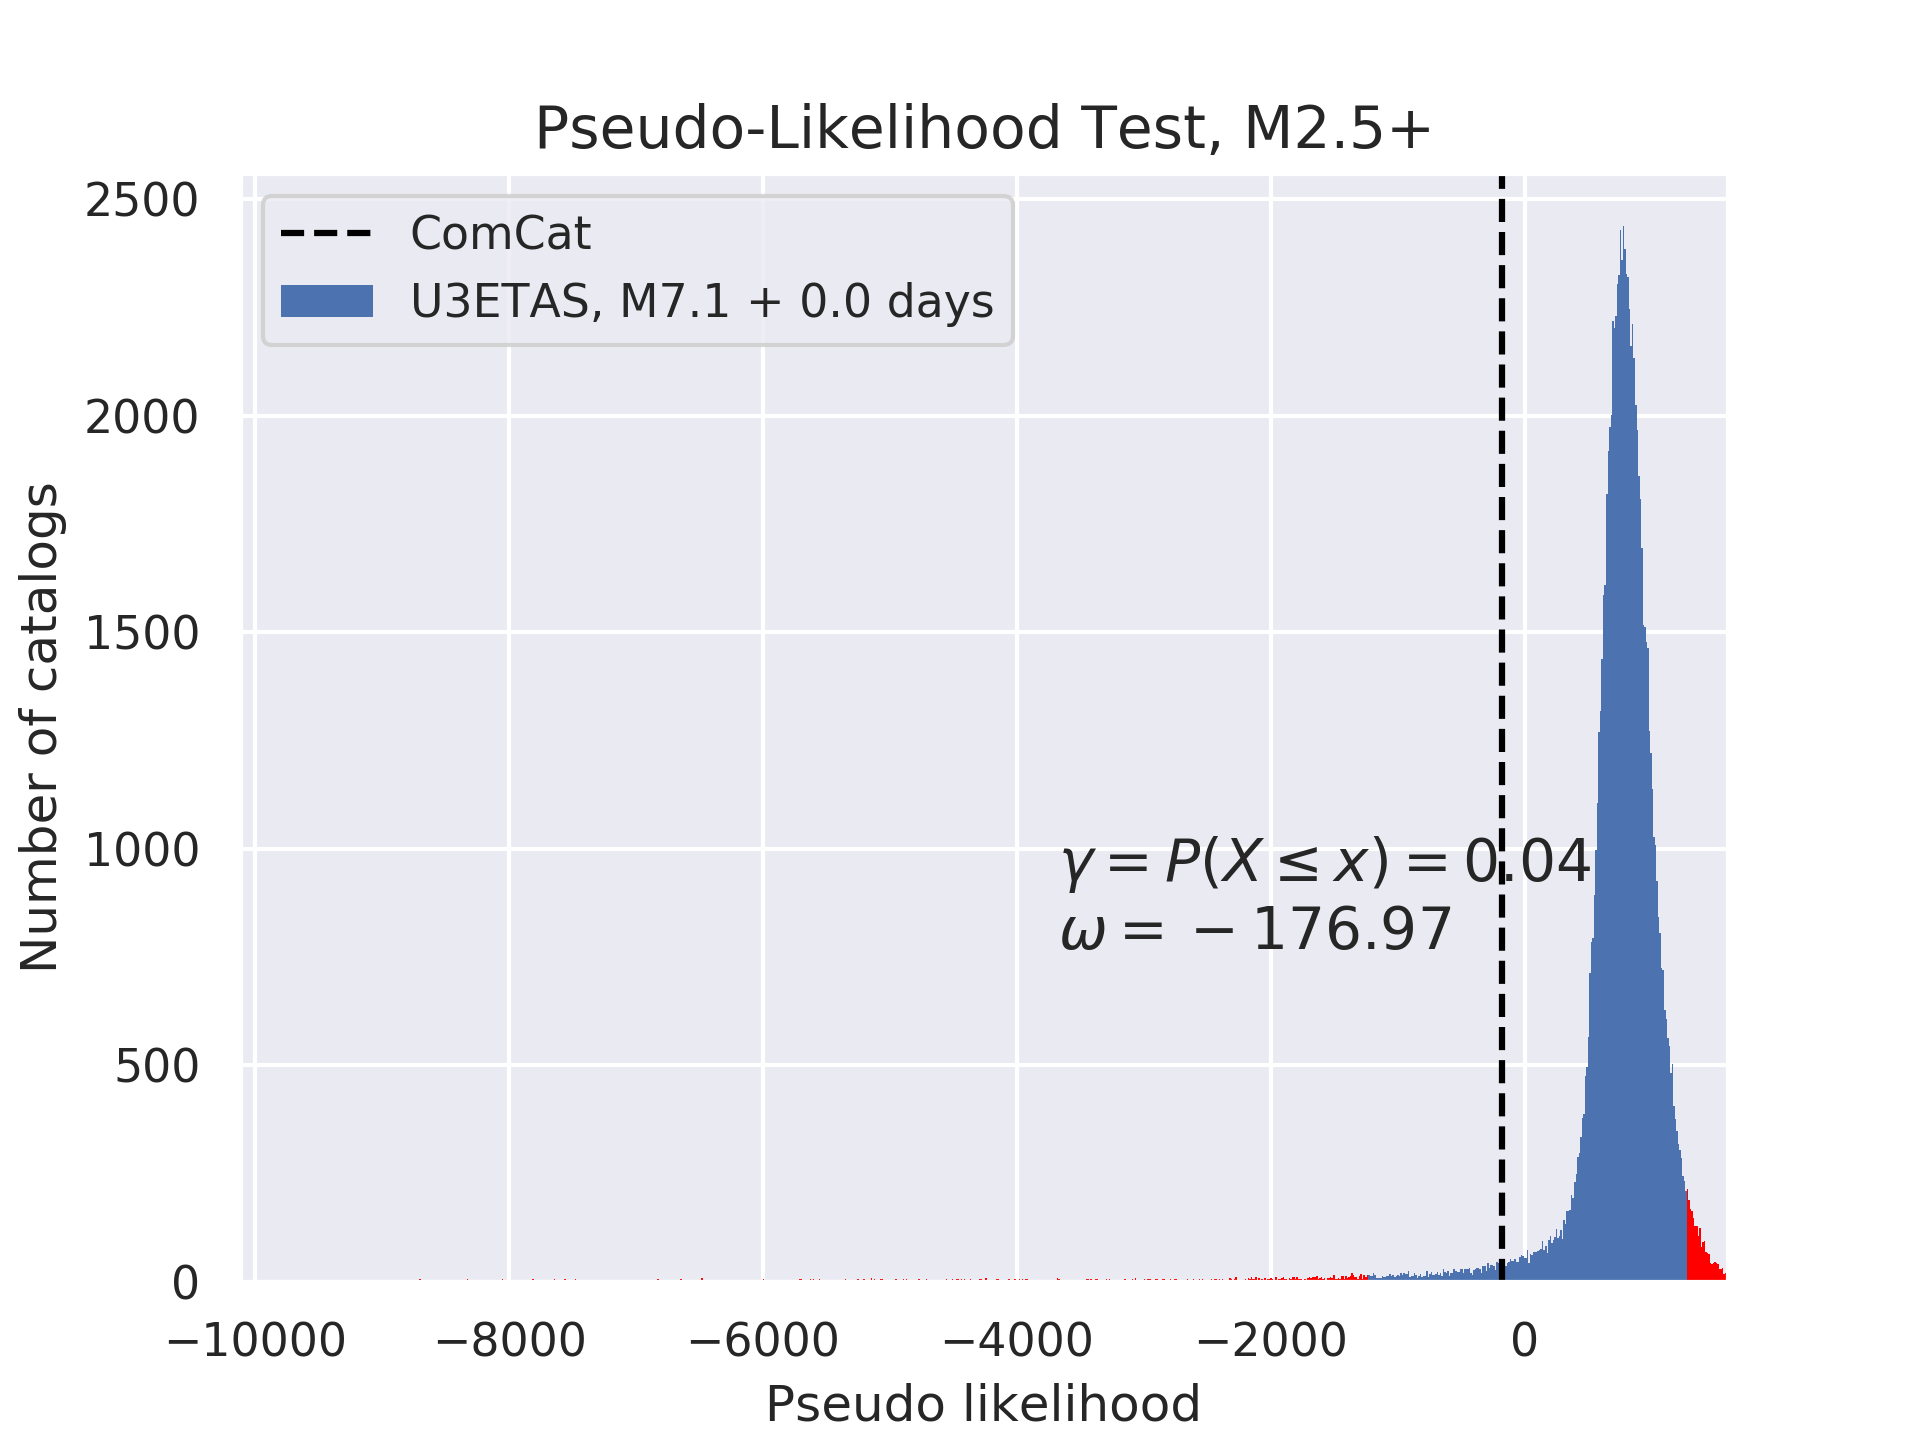 Pseudo-Likelihood Test, M2.5+
ComCat
U3ETAS, M7.1 + 0.0 days
Number of catalogs
2500
2000
1500
1000
500
0
γ = P(X ≤ x) = 0.04
ω = − 176.97
−10000 −8000 −6000 −4000 −2000 0
Pseudo likelihood